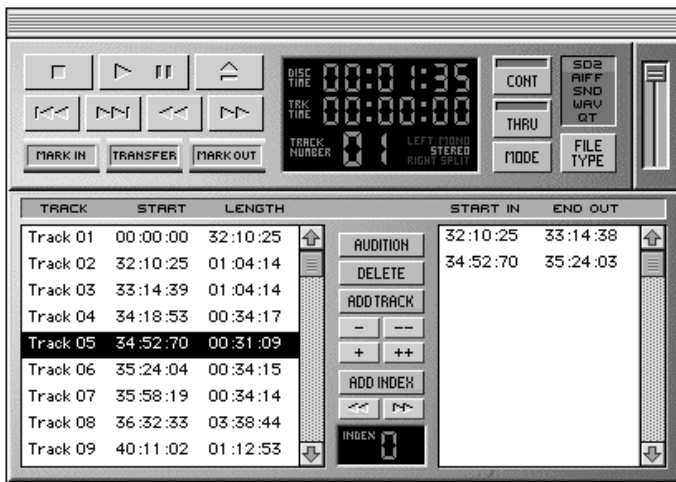 DISC TIME 00:01:35
TRK TIME 00:00:00
TRACK NUMBER 01
LEFT MONO
STEREO
RIGHT SPLIT
CONT
THRU
MODE
SD2
AIFF
SND
WAV
QT
FILE TYPE
MARK IN TRANSFER MARK OUT
TRACK START LENGTH
Track 01 00:00:00 32:10:25
Track 02 32:10:25 01:04:14
Track 03 33:14:39 01:04:14
Track 04 34:18:53 00:34:17
Track 05 34:52:70 00:31:09
Track 06 35:24:04 00:34:15
Track 07 35:58:19 00:34:14
Track 08 36:32:33 03:38:44
Track 09 40:11:02 01:12:53
AUDITION
DELETE
ADD TRACK
- --
+ ++
ADD INDEX
INDEX 0
START IN END OUT
32:10:25 33:14:38
34:52:70 35:24:03